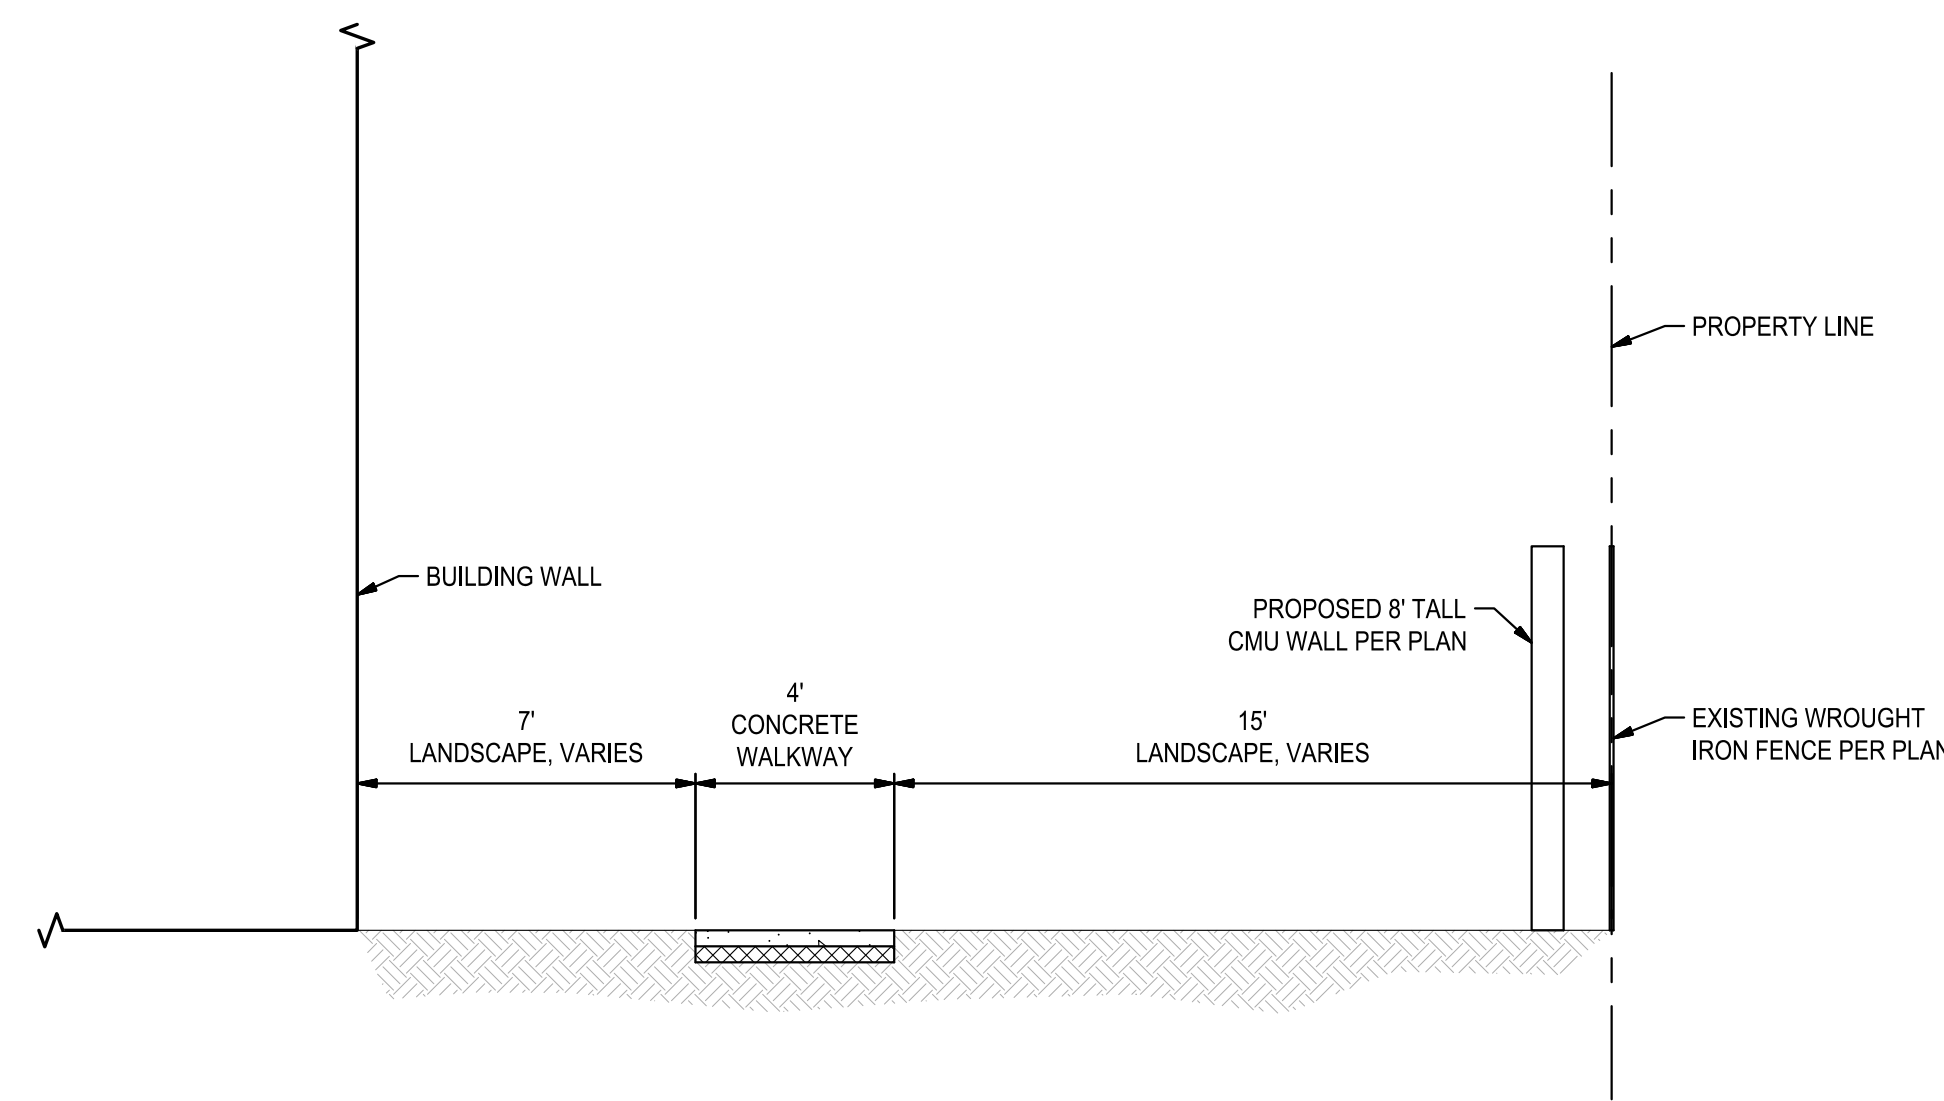 PROPERTY LINE
BUILDING WALL
PROPOSED 8' TALL
CMU WALL PER PLAN
7'
LANDSCAPE, VARIES
4'
CONCRETE
WALKWAY
15'
LANDSCAPE, VARIES
EXISTING WROUGHT
IRON FENCE PER PLAN